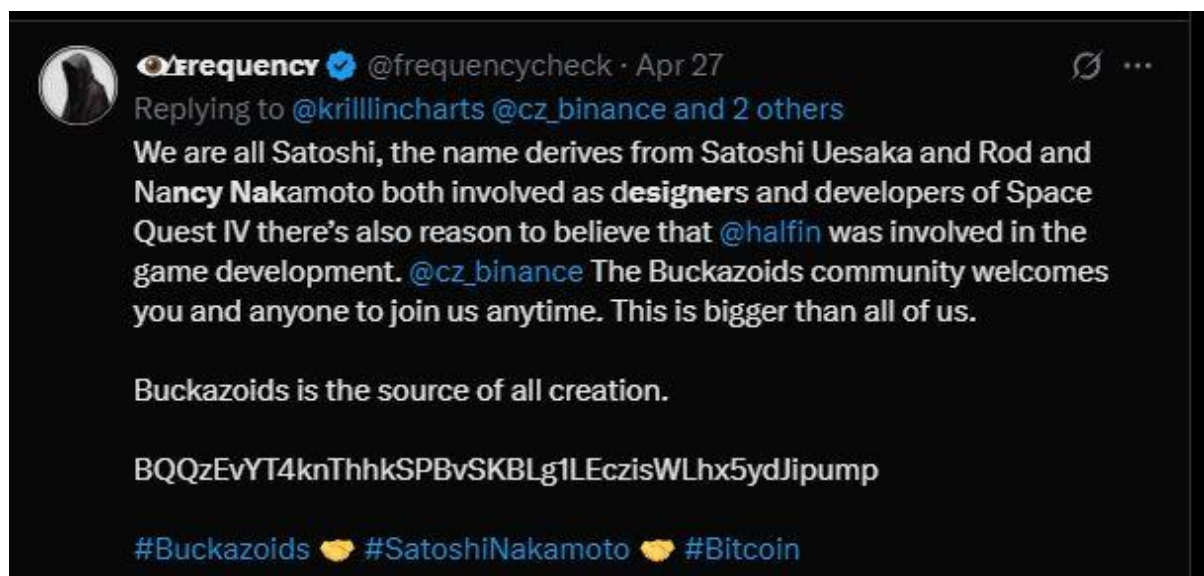 👁️⃤Frequency @frequencycheck · Apr 27
Replying to @krilllincharts @cz_binance and 2 others
We are all Satoshi, the name derives from Satoshi Uesaka and Rod and
Nancy Nakamoto both involved as designers and developers of Space
Quest IV there’s also reason to believe that @halfin was involved in the
game development. @cz_binance The Buckazoids community welcomes
you and anyone to join us anytime. This is bigger than all of us.
Buckazoids is the source of all creation.
BQQzEvYT4knThhkSPBvSKBLg1LEczisWLhx5ydJipump
#Buckazoids 🤝 #SatoshiNakamoto 🤝 #Bitcoin